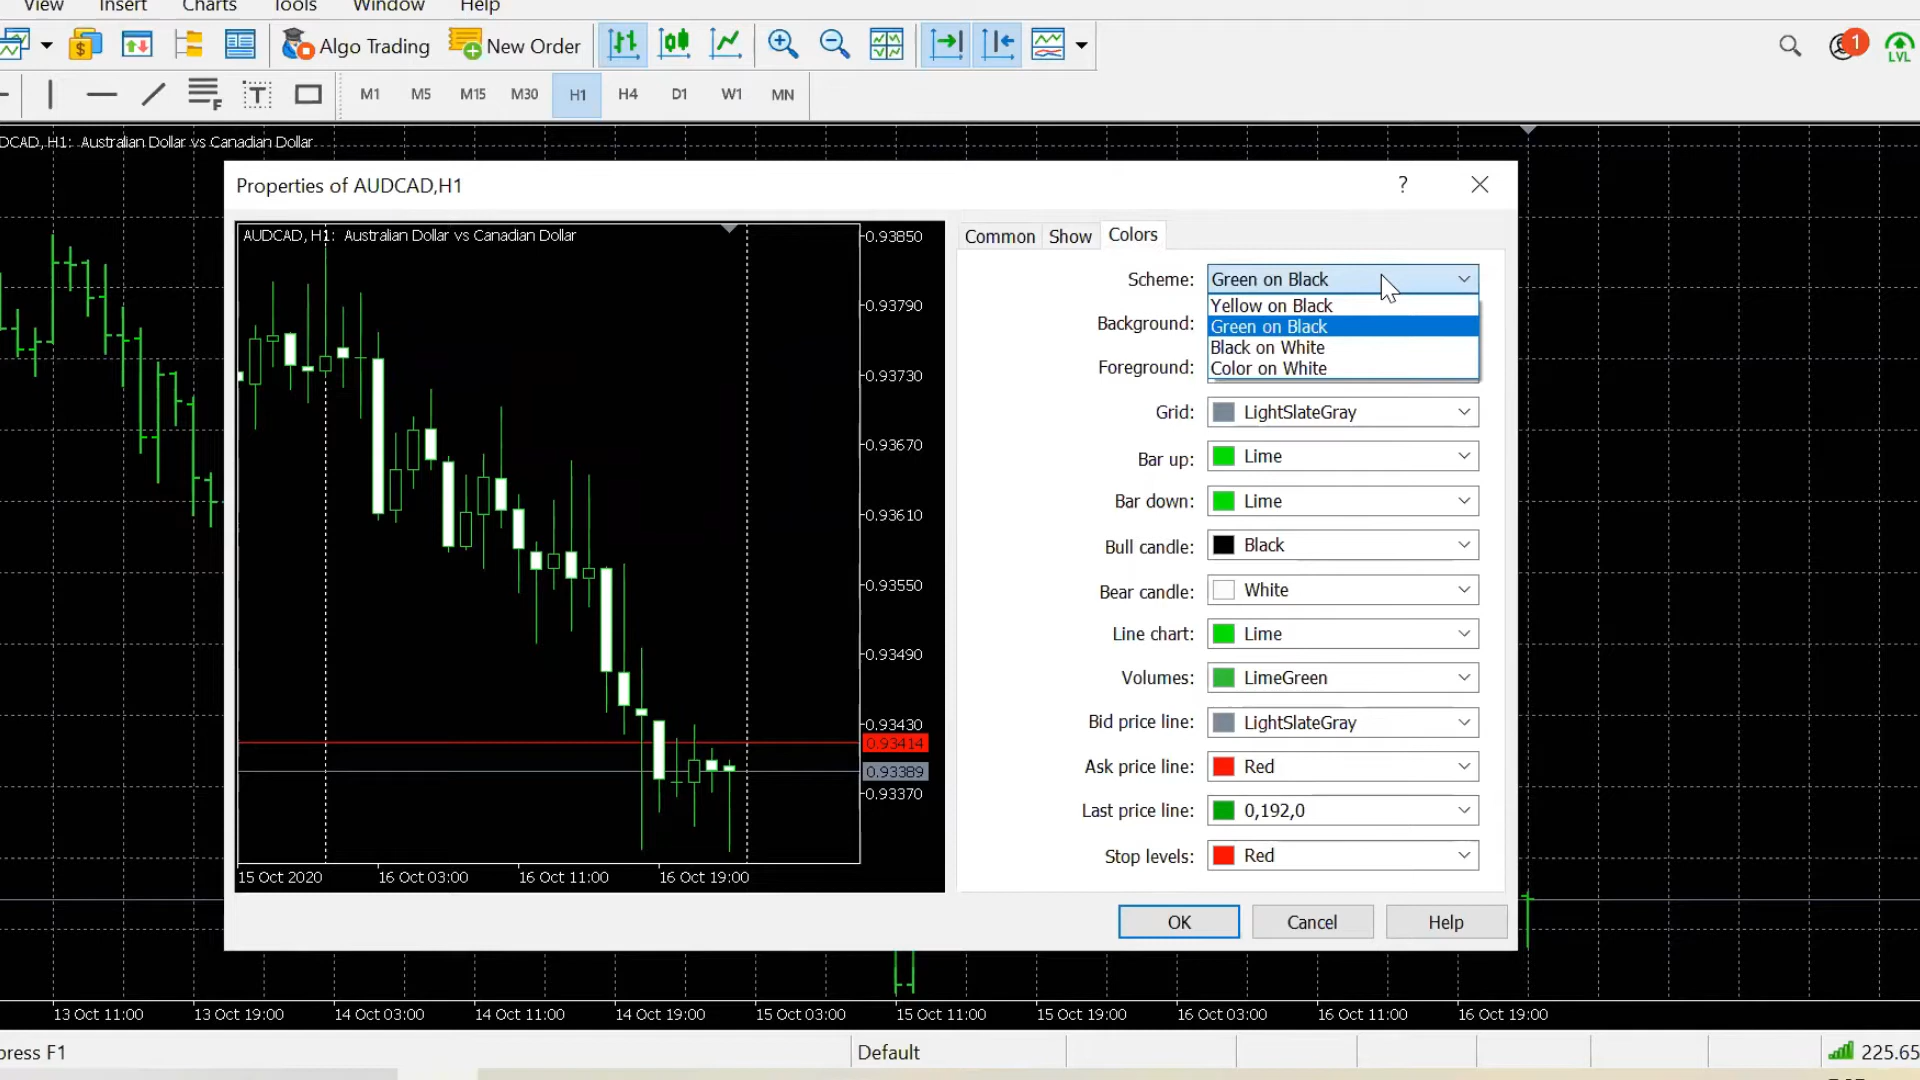 View Insert Charts Tools Window Help
$ Algo Trading New Order 1 LVL
T F M1 M5 M15 M30 H1 H4 D1 W1 MN
DCAD, H1: Australian Dollar vs Canadian Dollar
Properties of AUDCAD,H1 ?
AUDCAD, H1: Australian Dollar vs Canadian Dollar
0.93850
0.93790
0.93730
0.93670
0.93610
0.93550
0.93490
0.93430
0.93414
0.93389
0.93370
15 Oct 2020 16 Oct 03:00 16 Oct 11:00 16 Oct 19:00
Common Show Colors
Scheme: Green on Black
Yellow on Black
Green on Black
Black on White
Color on White
Background:
Foreground:
Grid: LightSlateGray
Bar up: Lime
Bar down: Lime
Bull candle: Black
Bear candle: White
Line chart: Lime
Volumes: LimeGreen
Bid price line: LightSlateGray
Ask price line: Red
Last price line: 0,192,0
Stop levels: Red
OK Cancel Help
13 Oct 11:00 13 Oct 19:00 14 Oct 03:00 14 Oct 11:00 14 Oct 19:00 15 Oct 03:00 15 Oct 11:00 15 Oct 19:00 16 Oct 03:00 16 Oct 11:00 16 Oct 19:00
press F1 Default 225.65